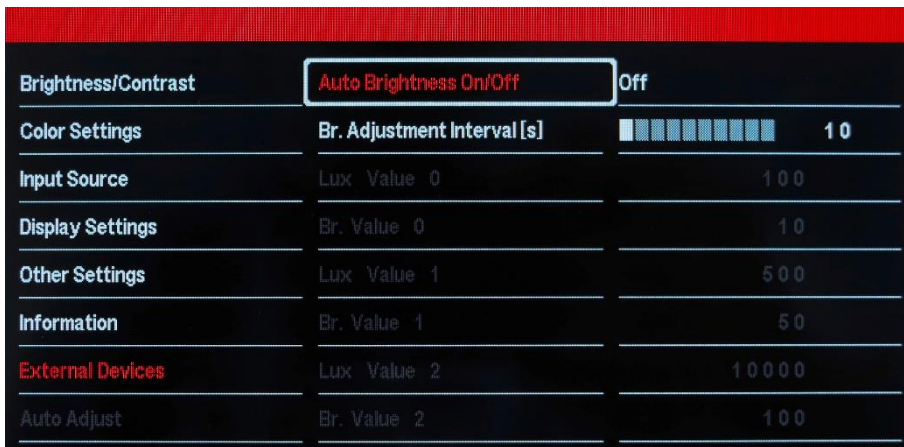 Brightness/Contrast Auto Brightness On/Off Off
Color Settings Br. Adjustment Interval[s] 10
Input Source Lux Value 0 100
Display Settings Br. Value 0 10
Other Settings Lux Value 1 500
Information Br. Value 1 50
External Devices Lux Value 2 10000
Auto Adjust Br. Value 2 100